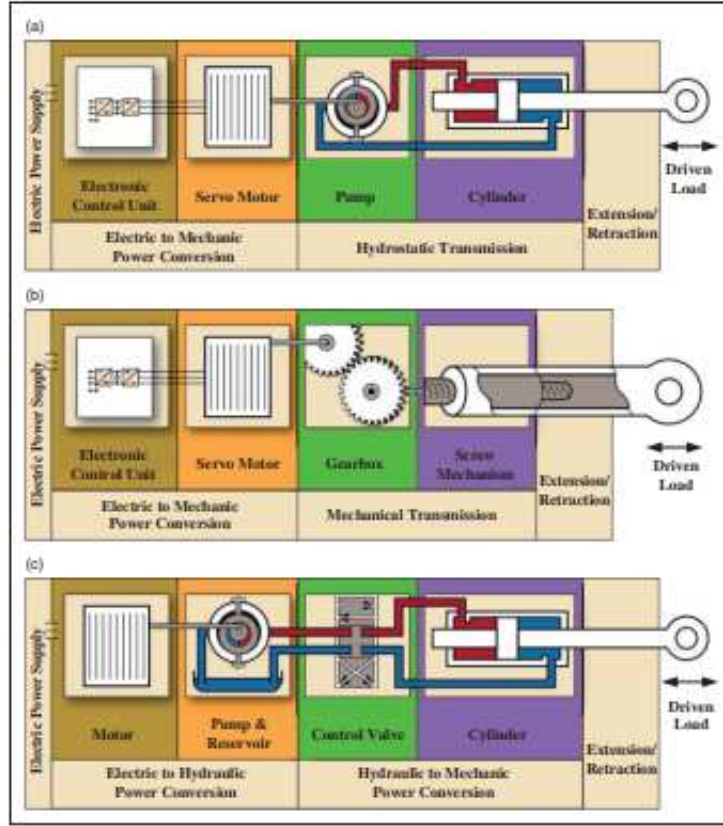 (a)
Electric Power Supply
Electronic
Control Unit
Servo Motor
Pump
Cylinder
Extension/
Retraction
Driven
Load
Electric to Mechanic
Power Conversion
Hydrostatic Transmission
(b)
Electric Power Supply
Electronic
Control Unit
Servo Motor
Gearbox
Screw
Mechanism
Extension/
Retraction
Driven
Load
Electric to Mechanic
Power Conversion
Mechanical Transmission
(c)
Electric Power Supply
Motor
Pump &
Reservoir
Control Valve
Cylinder
Extension/
Retraction
Driven
Load
Electric to Hydraulic
Power Conversion
Hydraulic to Mechanic
Power Conversion